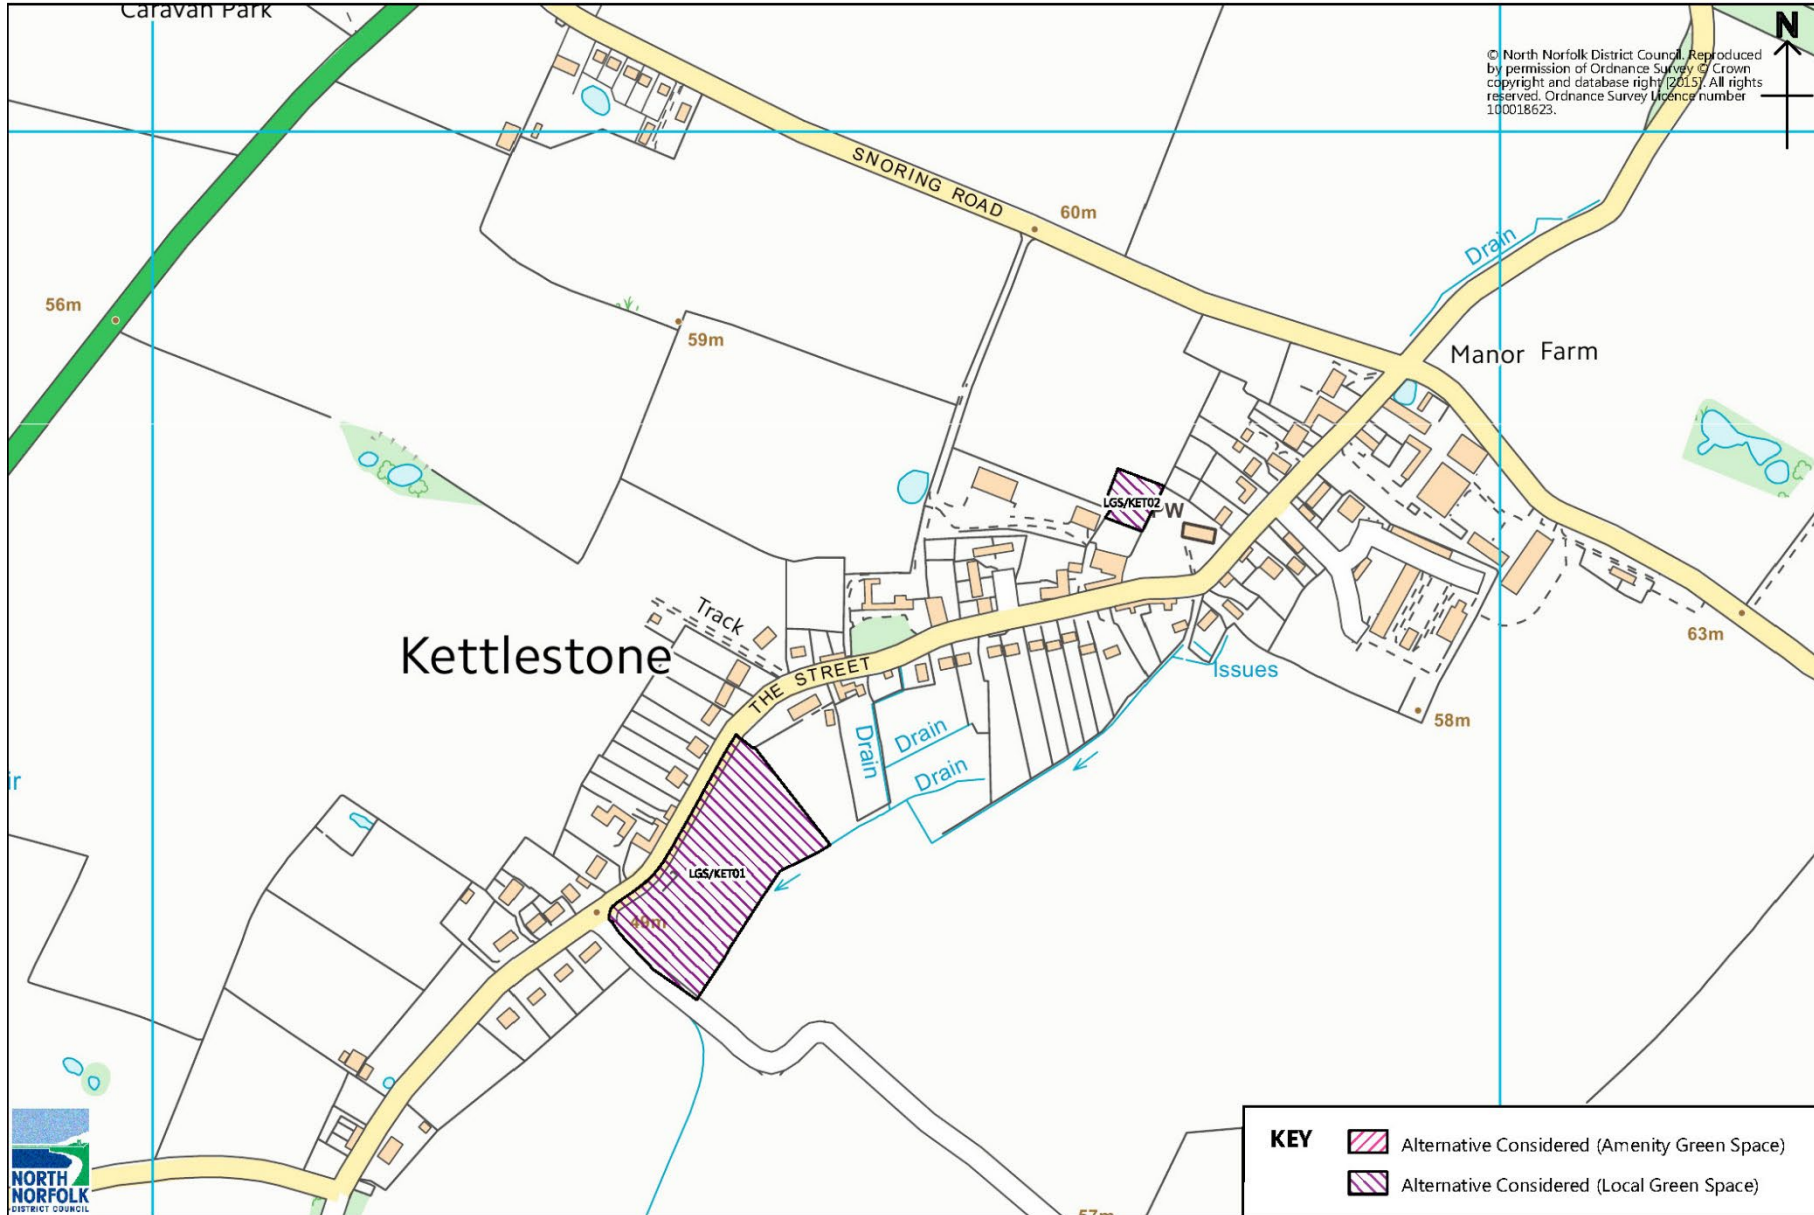 Caravan Park
N
© North Norfolk District Council. Reproduced
by permission of Ordnance Survey © Crown
copyright and database right [2015]. All rights
reserved. Ordnance Survey Licence number
100018623.
SNORING ROAD
60m
Drain
56m
59m
Manor Farm
LGS/KET02
W
Track
Kettlestone
THE STREET
Issues
63m
58m
Drain
Drain
Drain
ir
LGS/KET01
49m
NORTH
NORFOLK
DISTRICT COUNCIL
KEY
Alternative Considered (Amenity Green Space)
Alternative Considered (Local Green Space)
57m